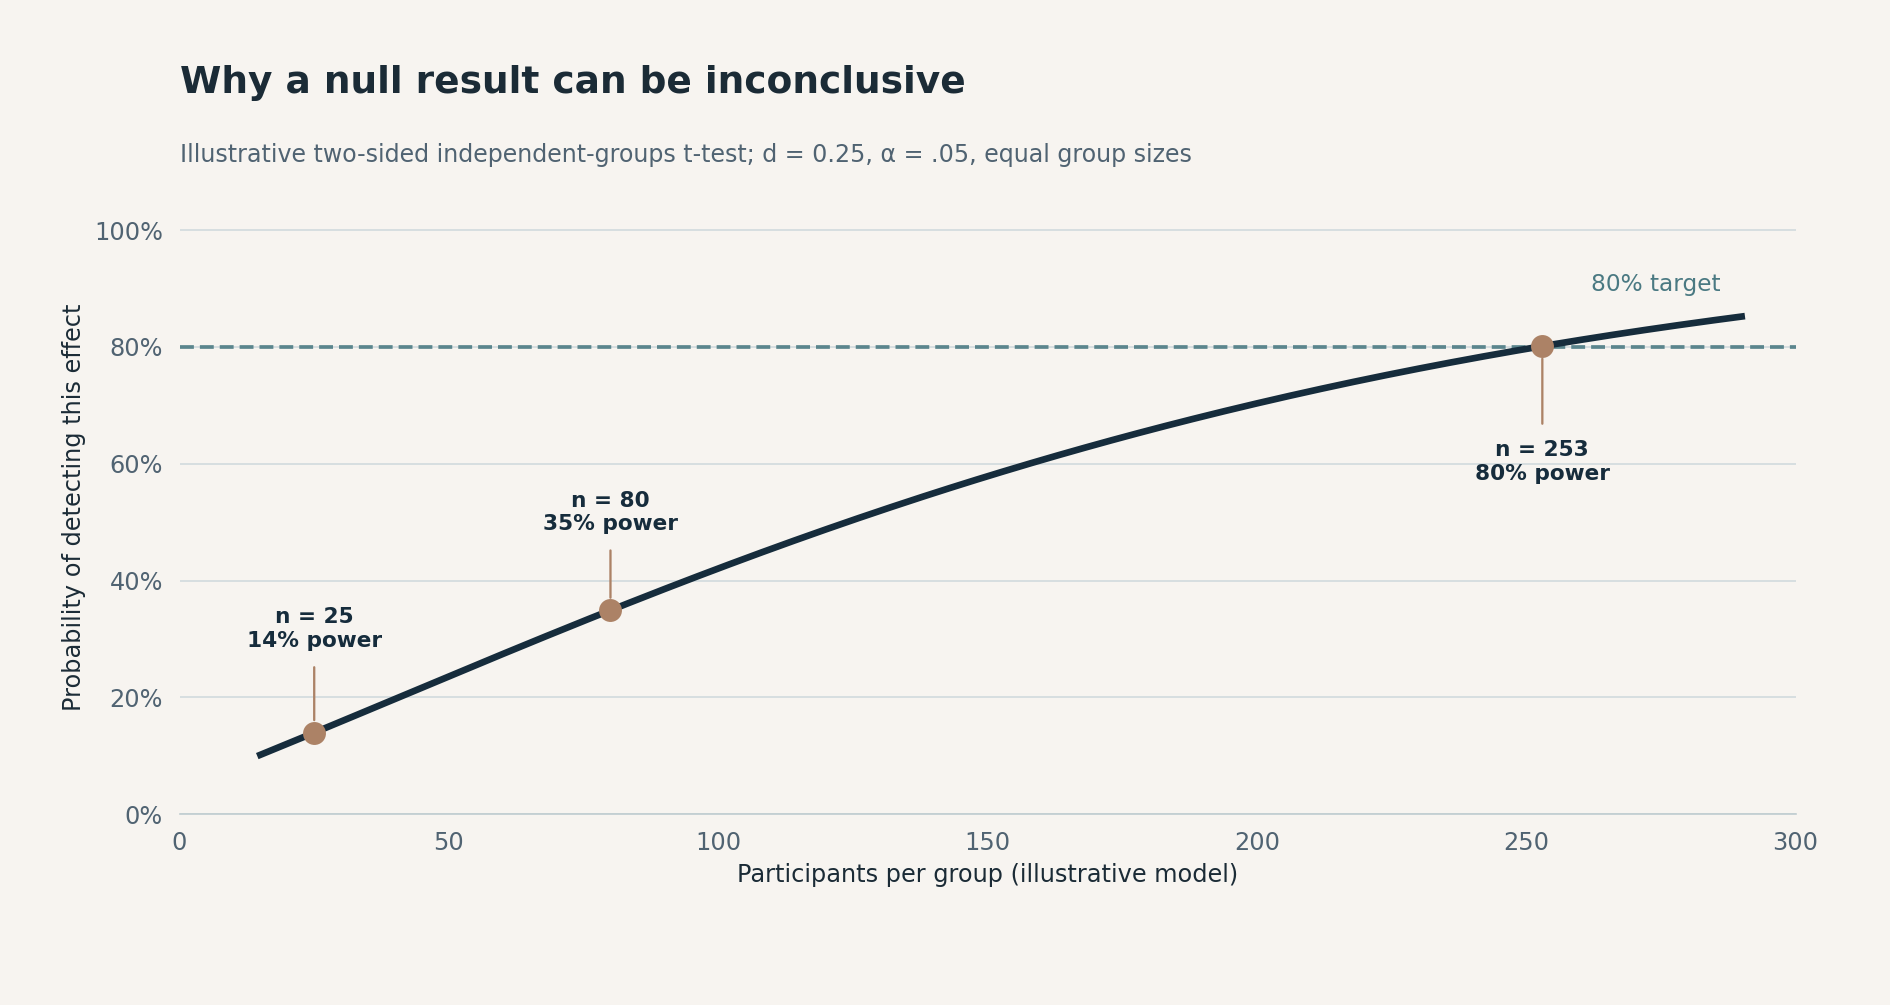 Why a null result can be inconclusive
Illustrative two-sided independent-groups t-test; d = 0.25, α = .05, equal group sizes
Probability of detecting this effect
100%
80%
60%
40%
20%
0%
80% target
n = 253
80% power
n = 80
35% power
n = 25
14% power
0
50
100
150
200
250
300
Participants per group (illustrative model)